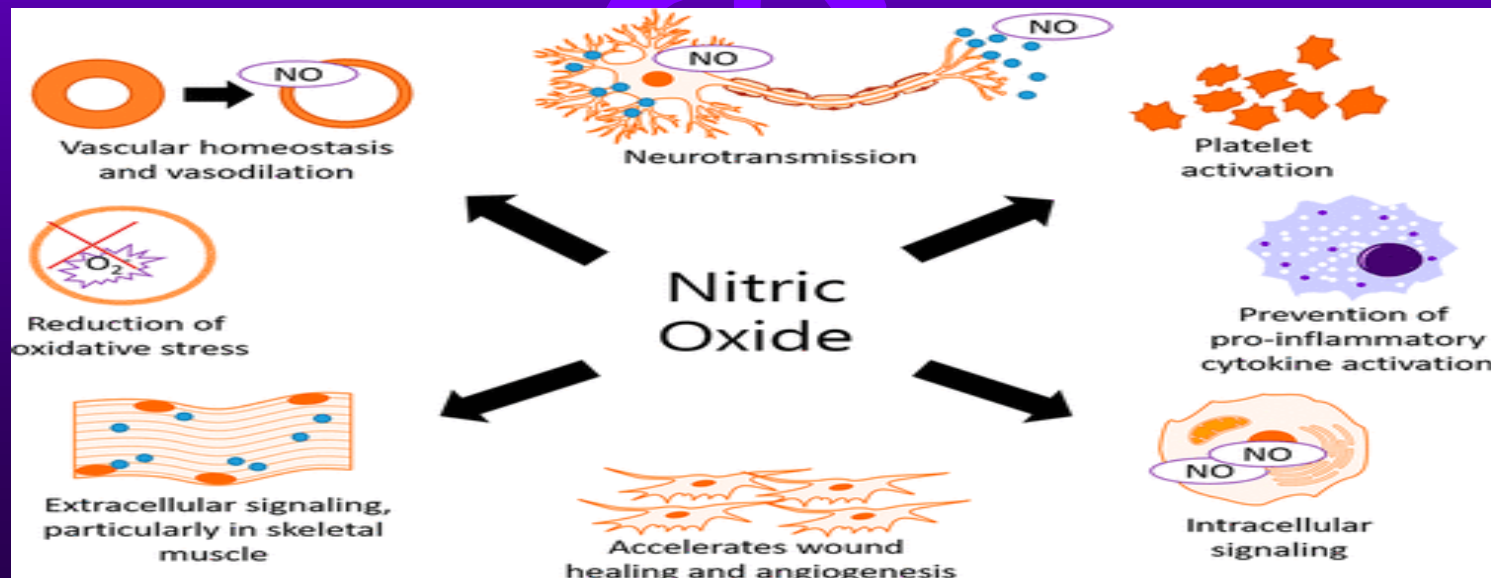 NO
Vascular homeostasis
and vasodilation
NO
NO
Neurotransmission
Platelet
activation
O₂⁻
Reduction of
oxidative stress
Nitric
Oxide
Prevention of
pro-inflammatory
cytokine activation
Extracellular signaling,
particularly in skeletal
muscle
Accelerates wound
healing and angiogenesis
NO
NO
Intracellular
signaling